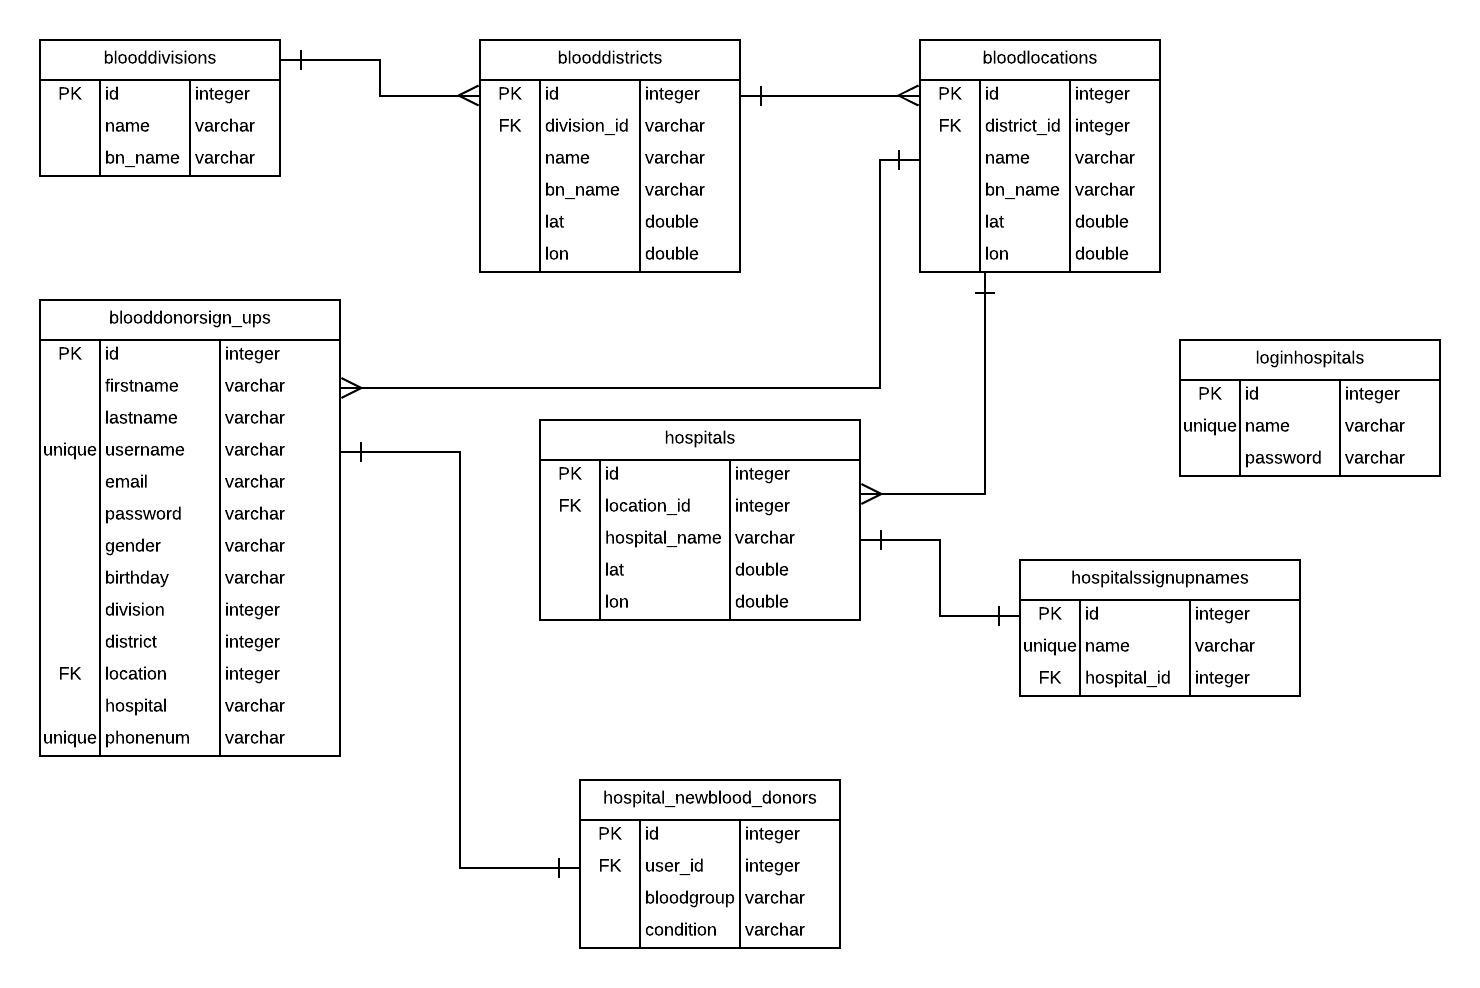 blooddivisions
PK id integer
name varchar
bn_name varchar
blooddistricts
PK id integer
FK division_id varchar
name varchar
bn_name varchar
lat double
lon double
bloodlocations
PK id integer
FK district_id integer
name varchar
bn_name varchar
lat double
lon double
blooddonorsign_ups
PK id integer
firstname varchar
lastname varchar
unique username varchar
email varchar
password varchar
gender varchar
birthday varchar
division integer
district integer
FK location integer
hospital varchar
unique phonenum varchar
hospitals
PK id integer
FK location_id integer
hospital_name varchar
lat double
lon double
loginhospitals
PK id integer
unique name varchar
password varchar
hospitalssignupnames
PK id integer
unique name varchar
FK hospital_id integer
hospital_newblood_donors
PK id integer
FK user_id integer
bloodgroup varchar
condition varchar